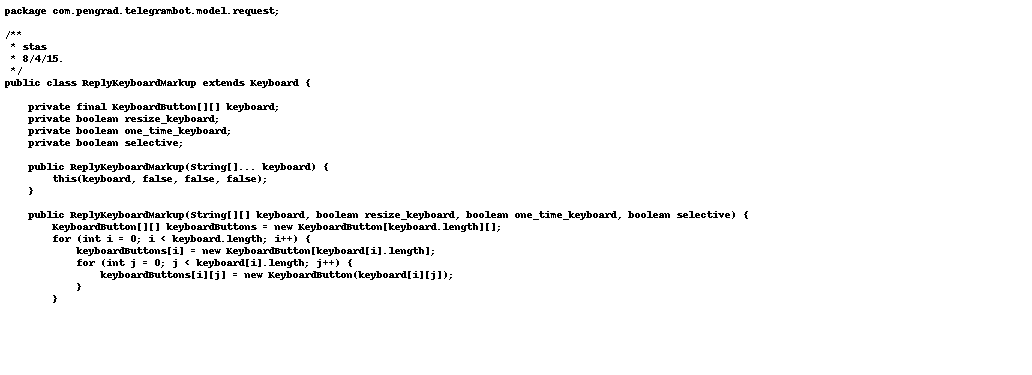 package com.pengrad.telegrambot.model.request;

/**
 * stas
 * 8/4/15.
 */
public class ReplyKeyboardMarkup extends Keyboard {

    private final KeyboardButton[][] keyboard;
    private boolean resize_keyboard;
    private boolean one_time_keyboard;
    private boolean selective;

    public ReplyKeyboardMarkup(String[]... keyboard) {
        this(keyboard, false, false, false);
    }

    public ReplyKeyboardMarkup(String[][] keyboard, boolean resize_keyboard, boolean one_time_keyboard, boolean selective) {
        KeyboardButton[][] keyboardButtons = new KeyboardButton[keyboard.length][];
        for (int i = 0; i < keyboard.length; i++) {
            keyboardButtons[i] = new KeyboardButton[keyboard[i].length];
            for (int j = 0; j < keyboard[i].length; j++) {
                keyboardButtons[i][j] = new KeyboardButton(keyboard[i][j]);
            }
        }